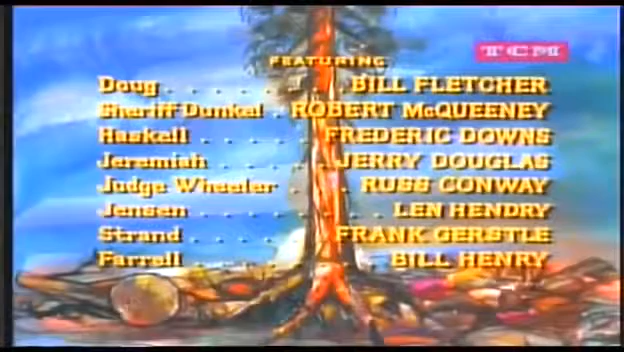 TCM
FEATURING
Doug . . . . . . . . BILL FLETCHER
Sheriff Dunkel . ROBERT McQUEENEY
Haskell . . . . . . FREDERIC DOWNS
Jeremiah . . . . . . JERRY DOUGLAS
Judge Wheeler . . . . RUSS CONWAY
Jensen . . . . . . . . . LEN HENDRY
Strand . . . . . . FRANK GERSTLE
Farrell . . . . . . . . . BILL HENRY